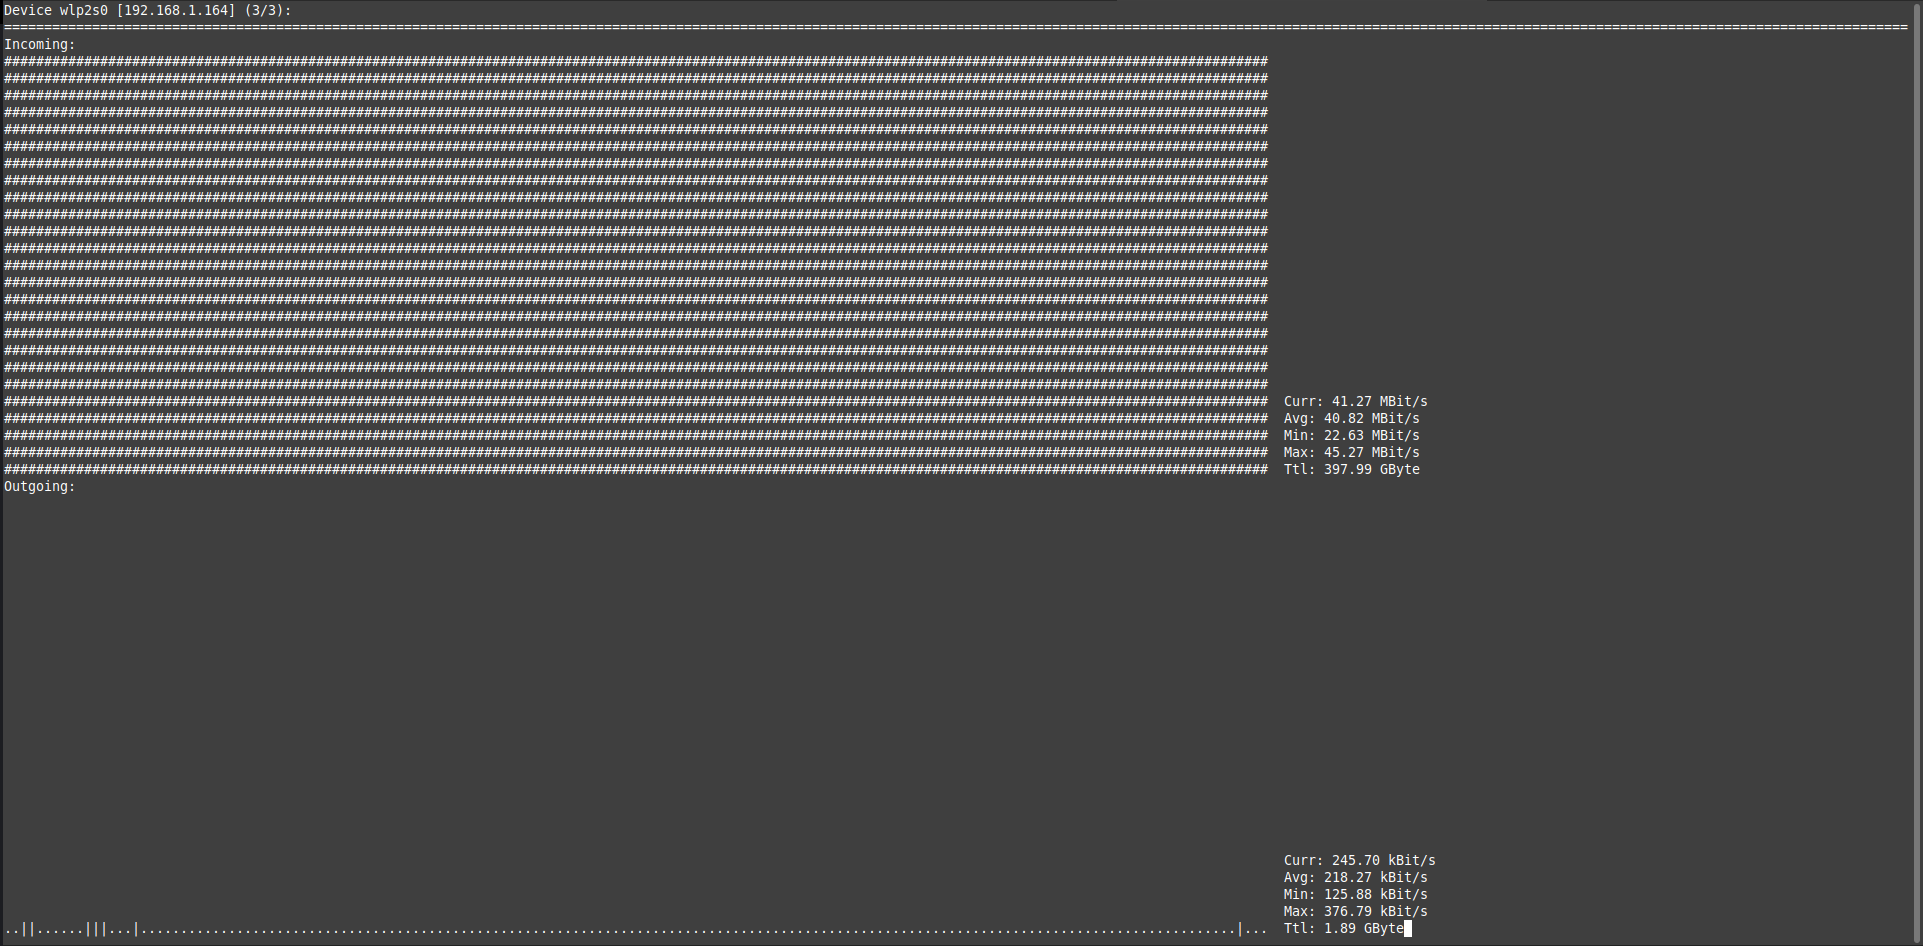 Device wlp2s0 [192.168.1.164] (3/3):
Incoming:
Curr: 41.27 MBit/s
Avg: 40.82 MBit/s
Min: 22.63 MBit/s
Max: 45.27 MBit/s
Ttl: 397.99 GByte
Outgoing:
Curr: 245.70 kBit/s
Avg: 218.27 kBit/s
Min: 125.88 kBit/s
Max: 376.79 kBit/s
Ttl: 1.89 GByte